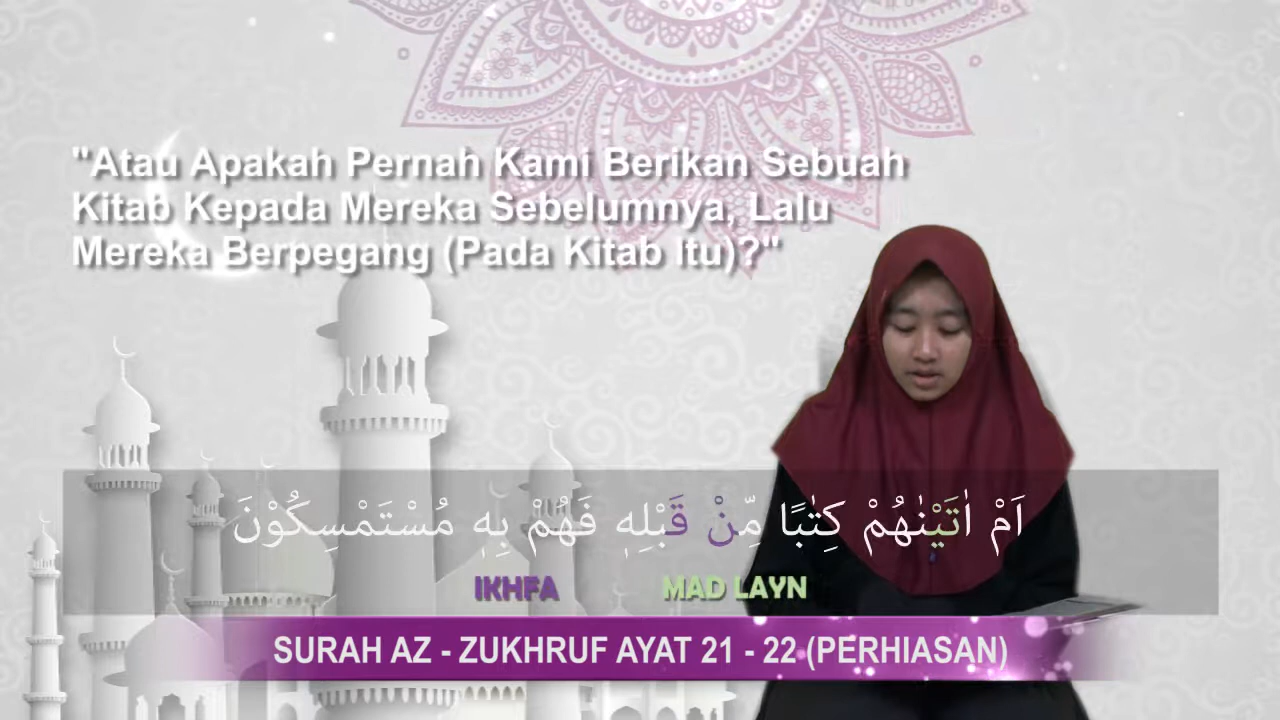 "Atau Apakah Pernah Kami Berikan Sebuah
Kitab Kepada Mereka Sebelumnya, Lalu
Mereka Berpegang (Pada Kitab Itu)?"
اَمْ اٰتَيْنٰهُمْ كِتٰبًا مِّنْ قَبْلِهٖ فَهُمْ بِهٖ مُسْتَمْسِكُوْنَ
IKHFA MAD LAYN
SURAH AZ - ZUKHRUF AYAT 21 - 22 (PERHIASAN)